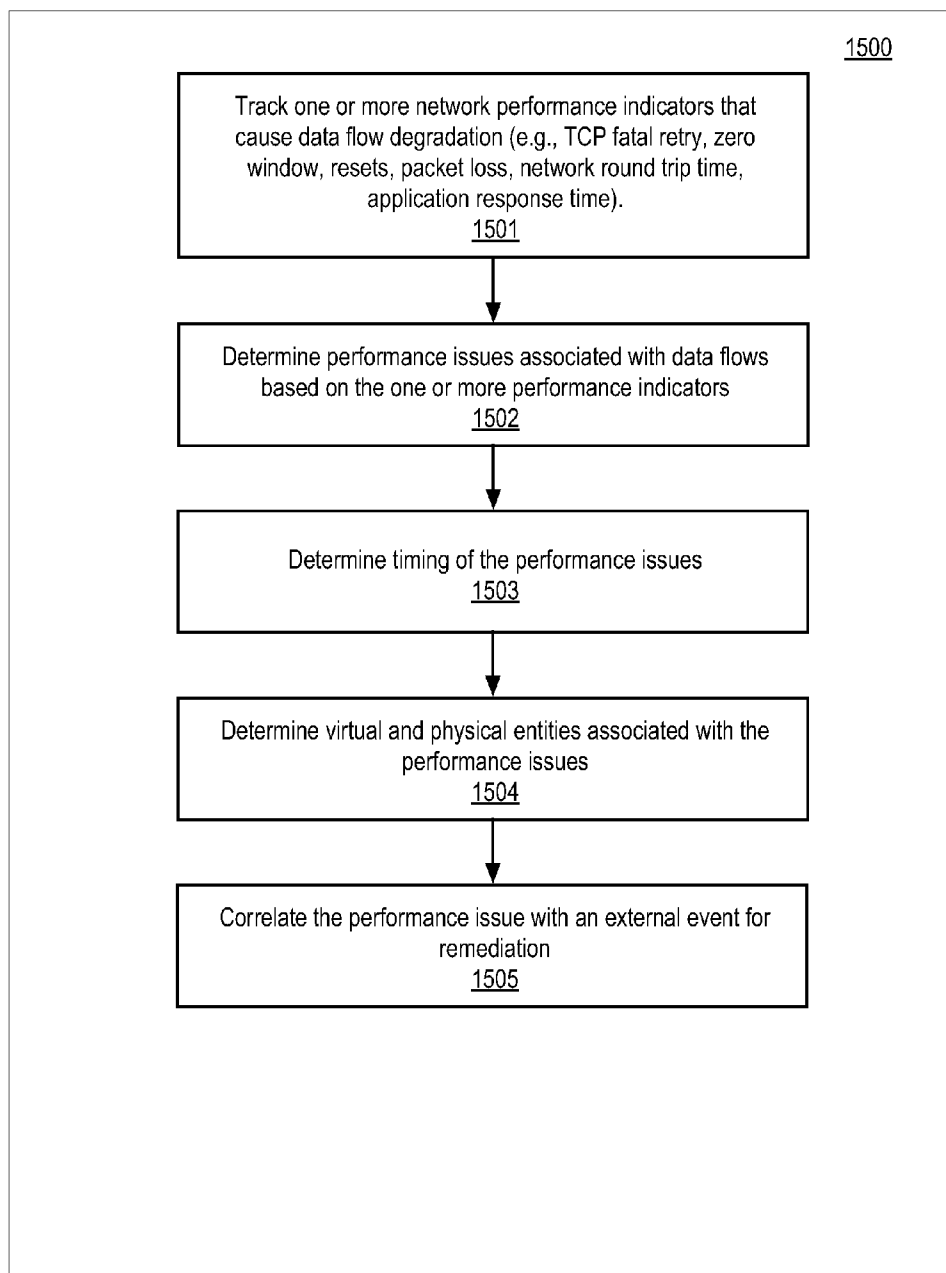 1500
Track one or more network performance indicators that
cause data flow degradation (e.g., TCP fatal retry, zero
window, resets, packet loss, network round trip time,
application response time).
1501
Determine performance issues associated with data flows
based on the one or more performance indicators
1502
Determine timing of the performance issues
1503
Determine virtual and physical entities associated with the
performance issues
1504
Correlate the performance issue with an external event for
remediation
1505